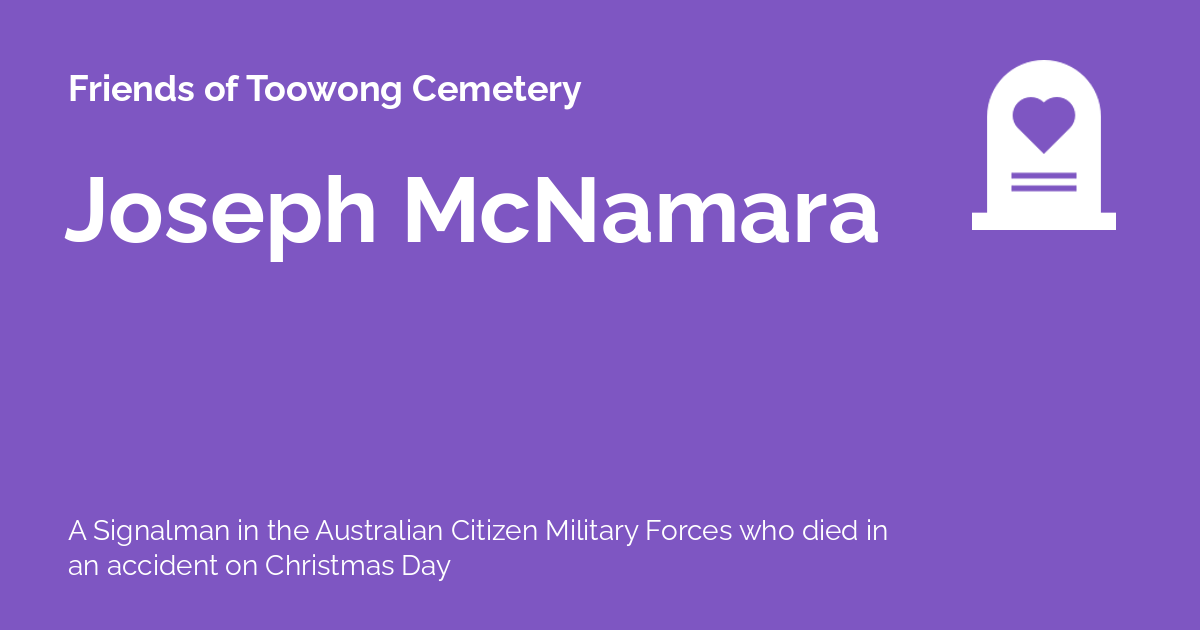 Friends of Toowong Cemetery
Joseph McNamara
A Signalman in the Australian Citizen Military Forces who died in
an accident on Christmas Day